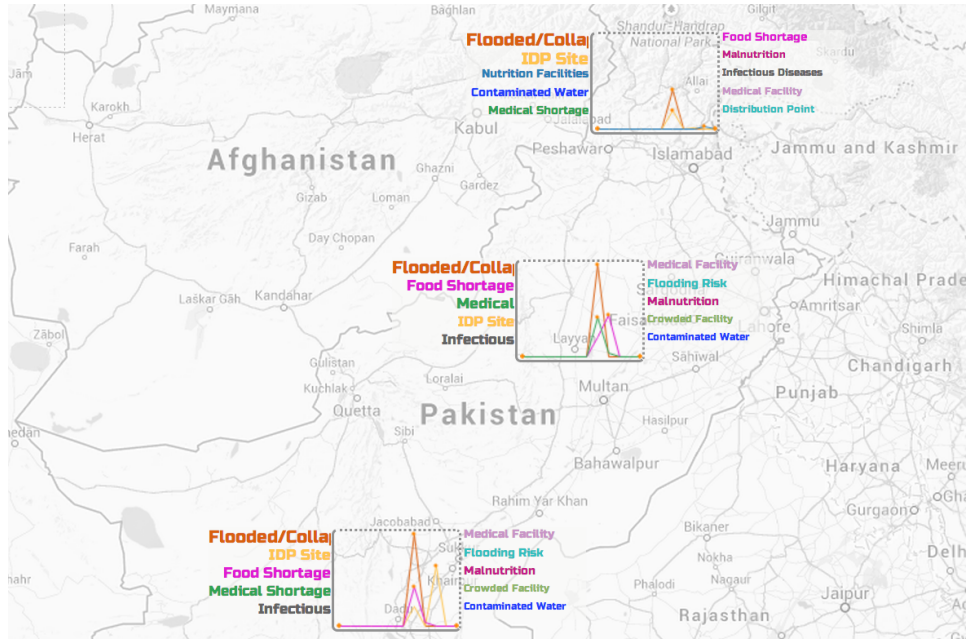 Maymana
Baghlan
Shandur-Handrap
National Park
Gilgit
Skardu
Jām
Karokh
Herat
Kabul
Jalalabad
Allai
Flooded/Colla
IDP Site
Nutrition Facilities
Contaminated Water
Medical Shortage
Food Shortage
Malnutrition
Infectious Diseases
Medical Facility
Distribution Point
Peshawar
Islamabad
Jammu and Kashmir
Afghanistan
Ghazni
Gardez
Gizab
Loman
Day Chopan
Farah
Jammu
Laškar Gāh
Kandahar
Zābol
Flooded/Colla
Food Shortage
Medical
IDP Site
Infectious
Medical Facility
Flooding Risk
Malnutrition
Crowded Facility
Contaminated Water
Himachal Prade
Amritsar
Lahore
Shimla
Chandigarh
Layya
Sahiwal
Gulistan
Kuchlak
Quetta
Loralai
Multan
Punjab
Pakistan
Sibi
Hasilpur
Bahawalpur
Haryana
Meeru
Gurgaon
Delh
Rahim Yar Khan
Jacobabad
Flooded/Colla
IDP Site
Food Shortage
Medical Shortage
Infectious
Medical Facility
Flooding Risk
Malnutrition
Crowded Facility
Contaminated Water
Dadu
Bikaner
Nokha
Nagaur
Phalodi
Jaipur
Rajasthan